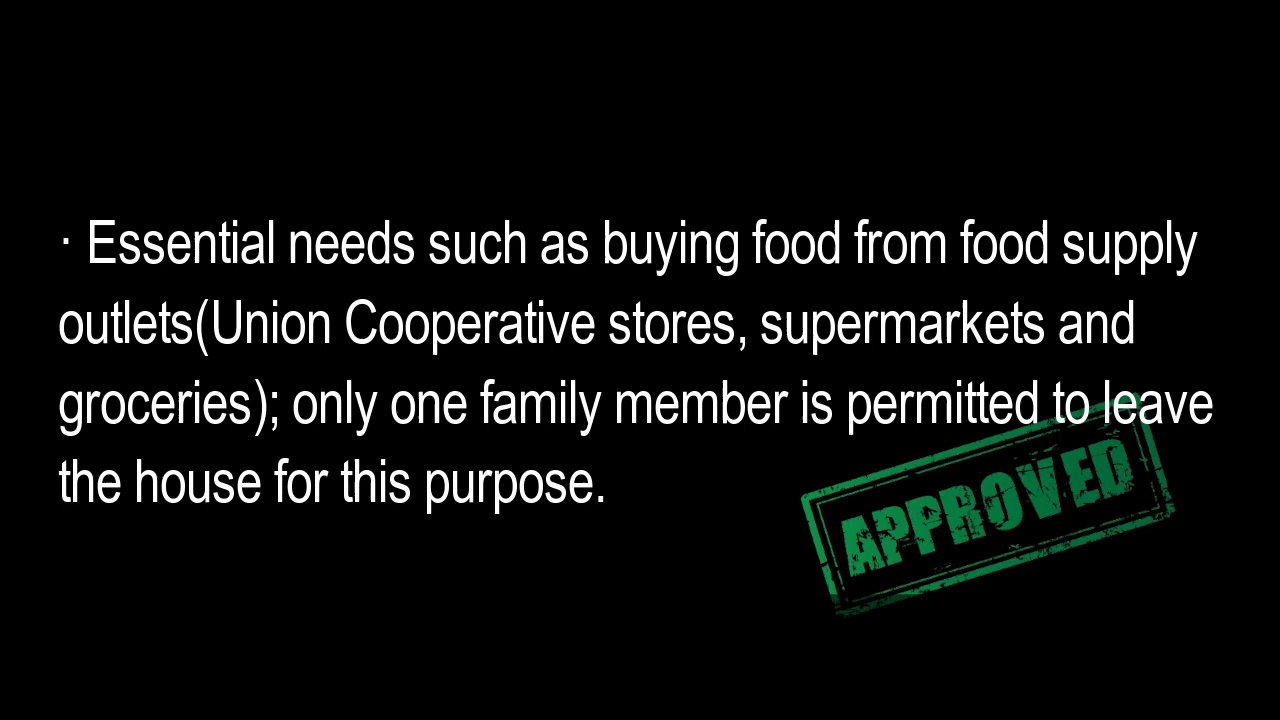 · Essential needs such as buying food from food supply
outlets(Union Cooperative stores, supermarkets and
groceries); only one family member is permitted to leave
the house for this purpose.
APPROVED